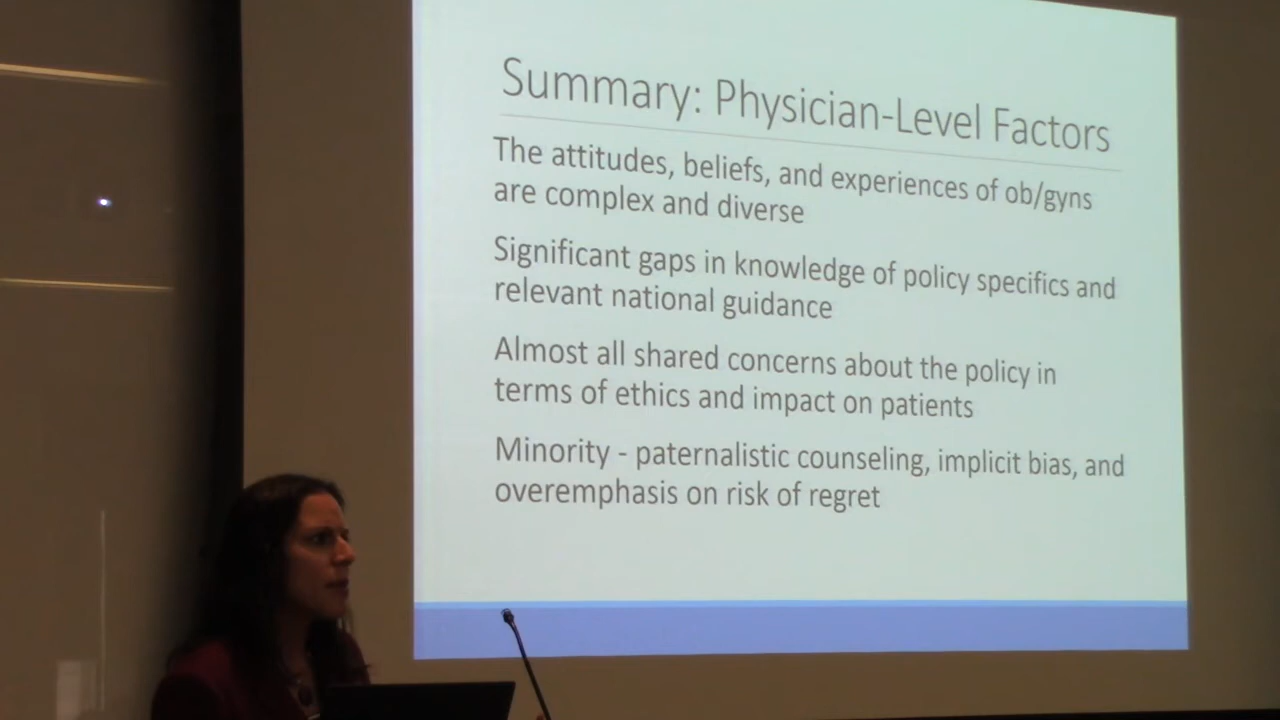 Summary: Physician-Level Factors
The attitudes, beliefs, and experiences of ob/gyns
are complex and diverse
Significant gaps in knowledge of policy specifics and
relevant national guidance
Almost all shared concerns about the policy in
terms of ethics and impact on patients
Minority - paternalistic counseling, implicit bias, and
overemphasis on risk of regret